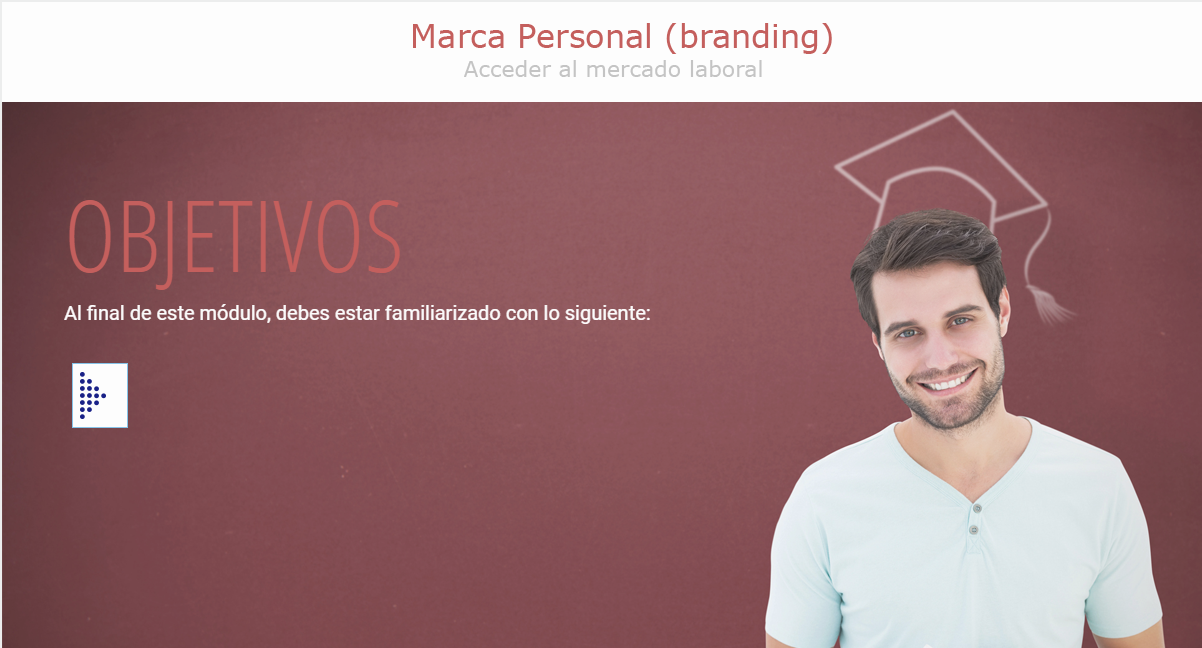 Marca Personal (branding)
Acceder al mercado laboral
OBJETIVOS
Al final de este módulo, debes estar familiarizado con lo siguiente: